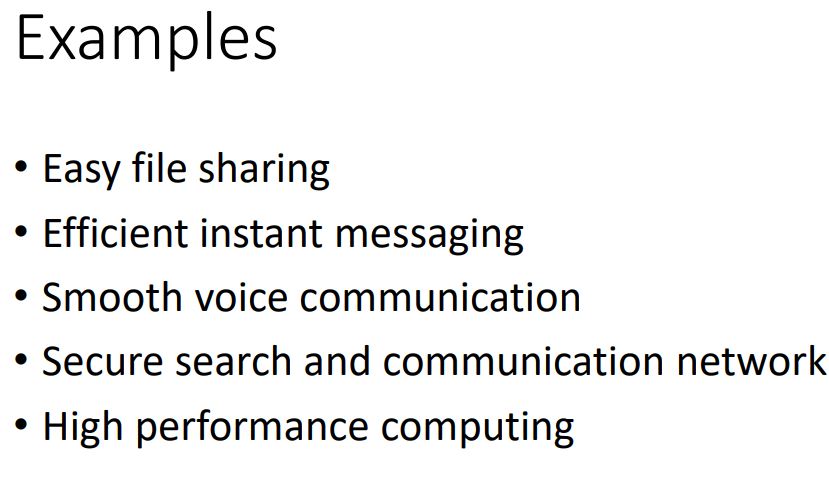 Examples
• Easy file sharing
• Efficient instant messaging
• Smooth voice communication
• Secure search and communication network
• High performance computing